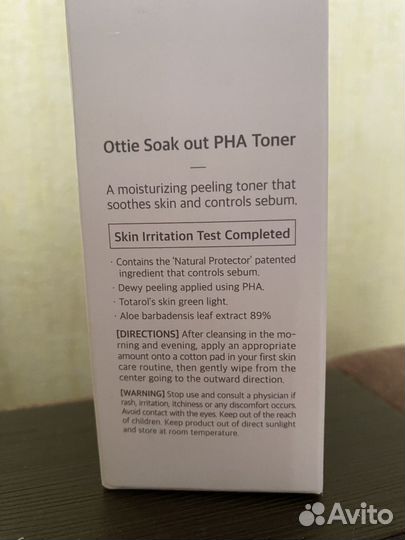 Ottie Soak out PHA Toner
A moisturizing peeling toner that
soothes skin and controls sebum.
Skin Irritation Test Completed
· Contains the 'Natural Protector' patented
ingredient that controls sebum.
· Dewy peeling applied using PHA.
· Totarol's skin green light.
· Aloe barbadensis leaf extract 89%
[DIRECTIONS] After cleansing in the mo-
rning and evening, apply an appropriate
amount onto a cotton pad in your first skin
care routine, then gently wipe from the
center going to the outward direction.
[WARNING] Stop use and consult a physician if
rash, irritation, itchiness or any discomfort occurs.
Avoid contact with the eyes. Keep out of the reach
of children. Keep product out of direct sunlight
and store at room temperature.
Avito